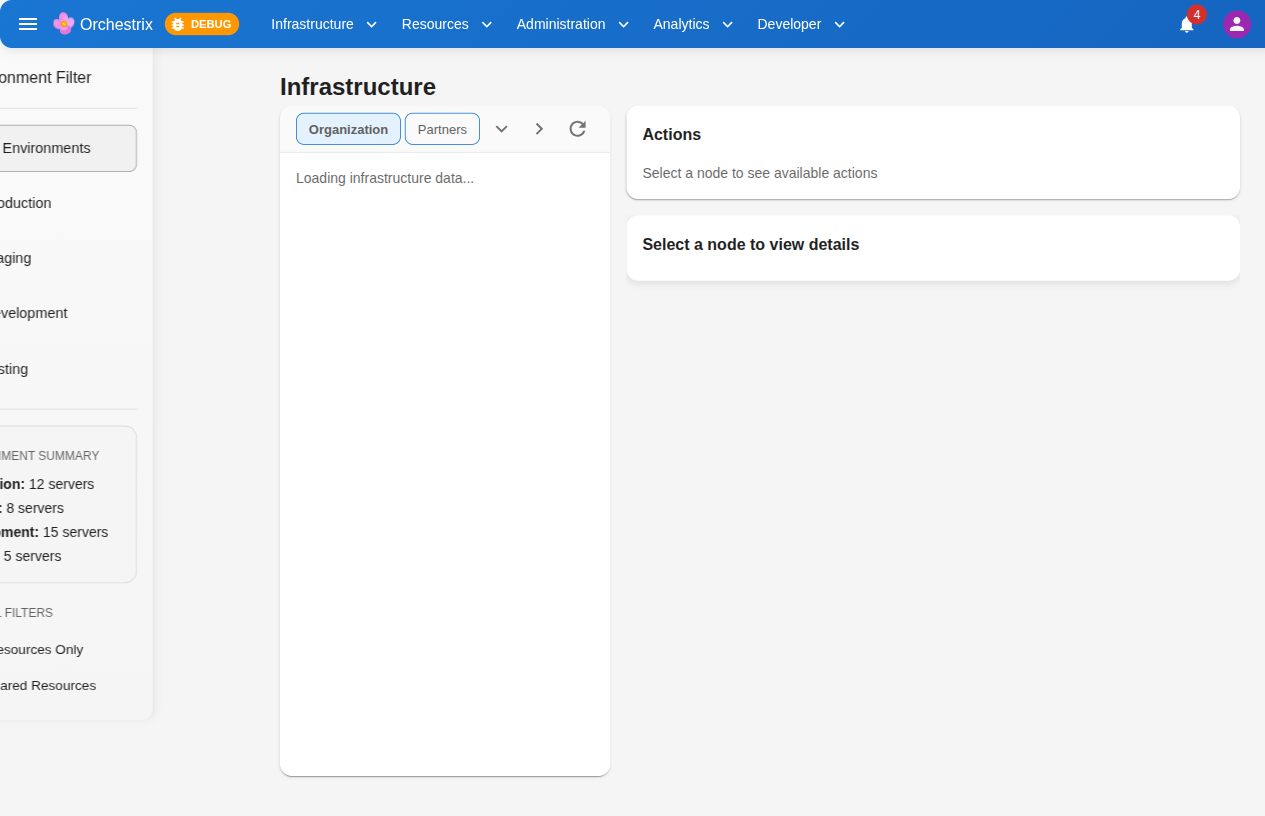 Orchestrix DEBUG Infrastructure Resources Administration Analytics Developer 4
onment Filter
Environments
oduction
aging
velopment
sting
MENT SUMMARY
ion: 12 servers
: 8 servers
pment: 15 servers
5 servers
FILTERS
esources Only
ared Resources
Infrastructure
Organization Partners
Loading infrastructure data...
Actions
Select a node to see available actions
Select a node to view details